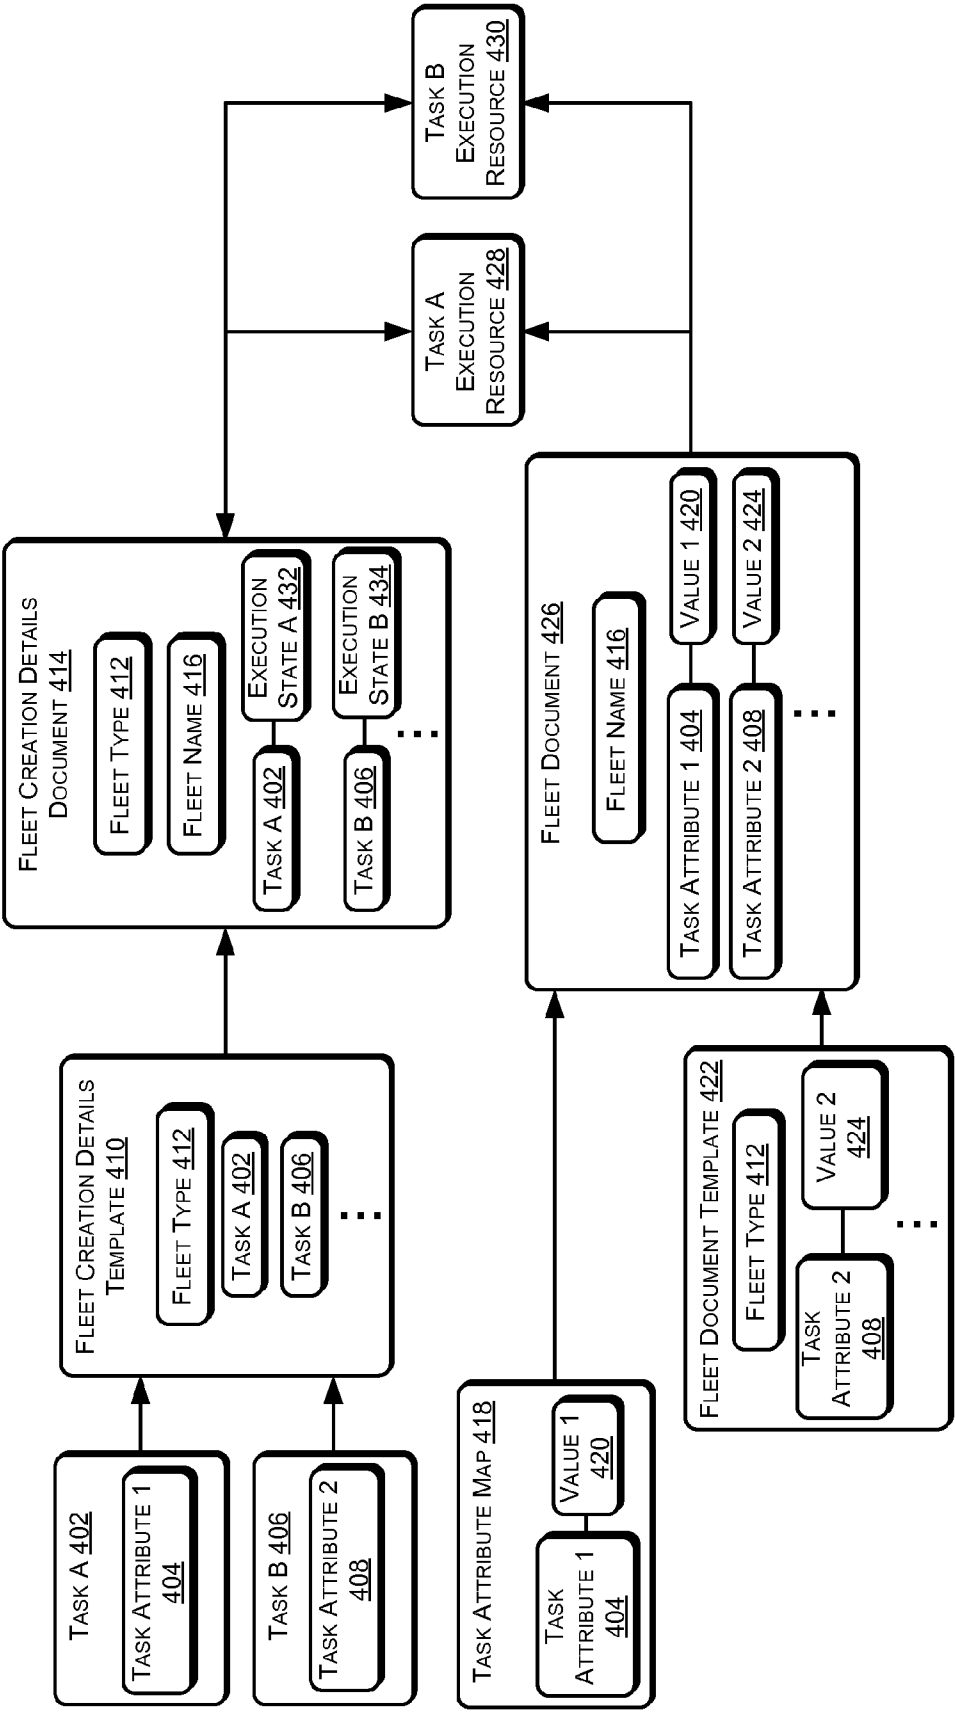 TASK A 402
TASK ATTRIBUTE 1
404
TASK B 406
TASK ATTRIBUTE 2
408
FLEET CREATION DETAILS
TEMPLATE 410
FLEET TYPE 412
TASK A 402
TASK B 406
...
FLEET CREATION DETAILS
DOCUMENT 414
FLEET TYPE 412
FLEET NAME 416
TASK A 402
EXECUTION
STATE A 432
TASK B 406
EXECUTION
STATE B 434
...
TASK ATTRIBUTE MAP 418
TASK
ATTRIBUTE 1
404
VALUE 1
420
FLEET DOCUMENT TEMPLATE 422
FLEET TYPE 412
TASK
ATTRIBUTE 2
408
VALUE 2
424
...
FLEET DOCUMENT 426
FLEET NAME 416
TASK ATTRIBUTE 1 404
VALUE 1 420
TASK ATTRIBUTE 2 408
VALUE 2 424
...
TASK A
EXECUTION
RESOURCE 428
TASK B
EXECUTION
RESOURCE 430